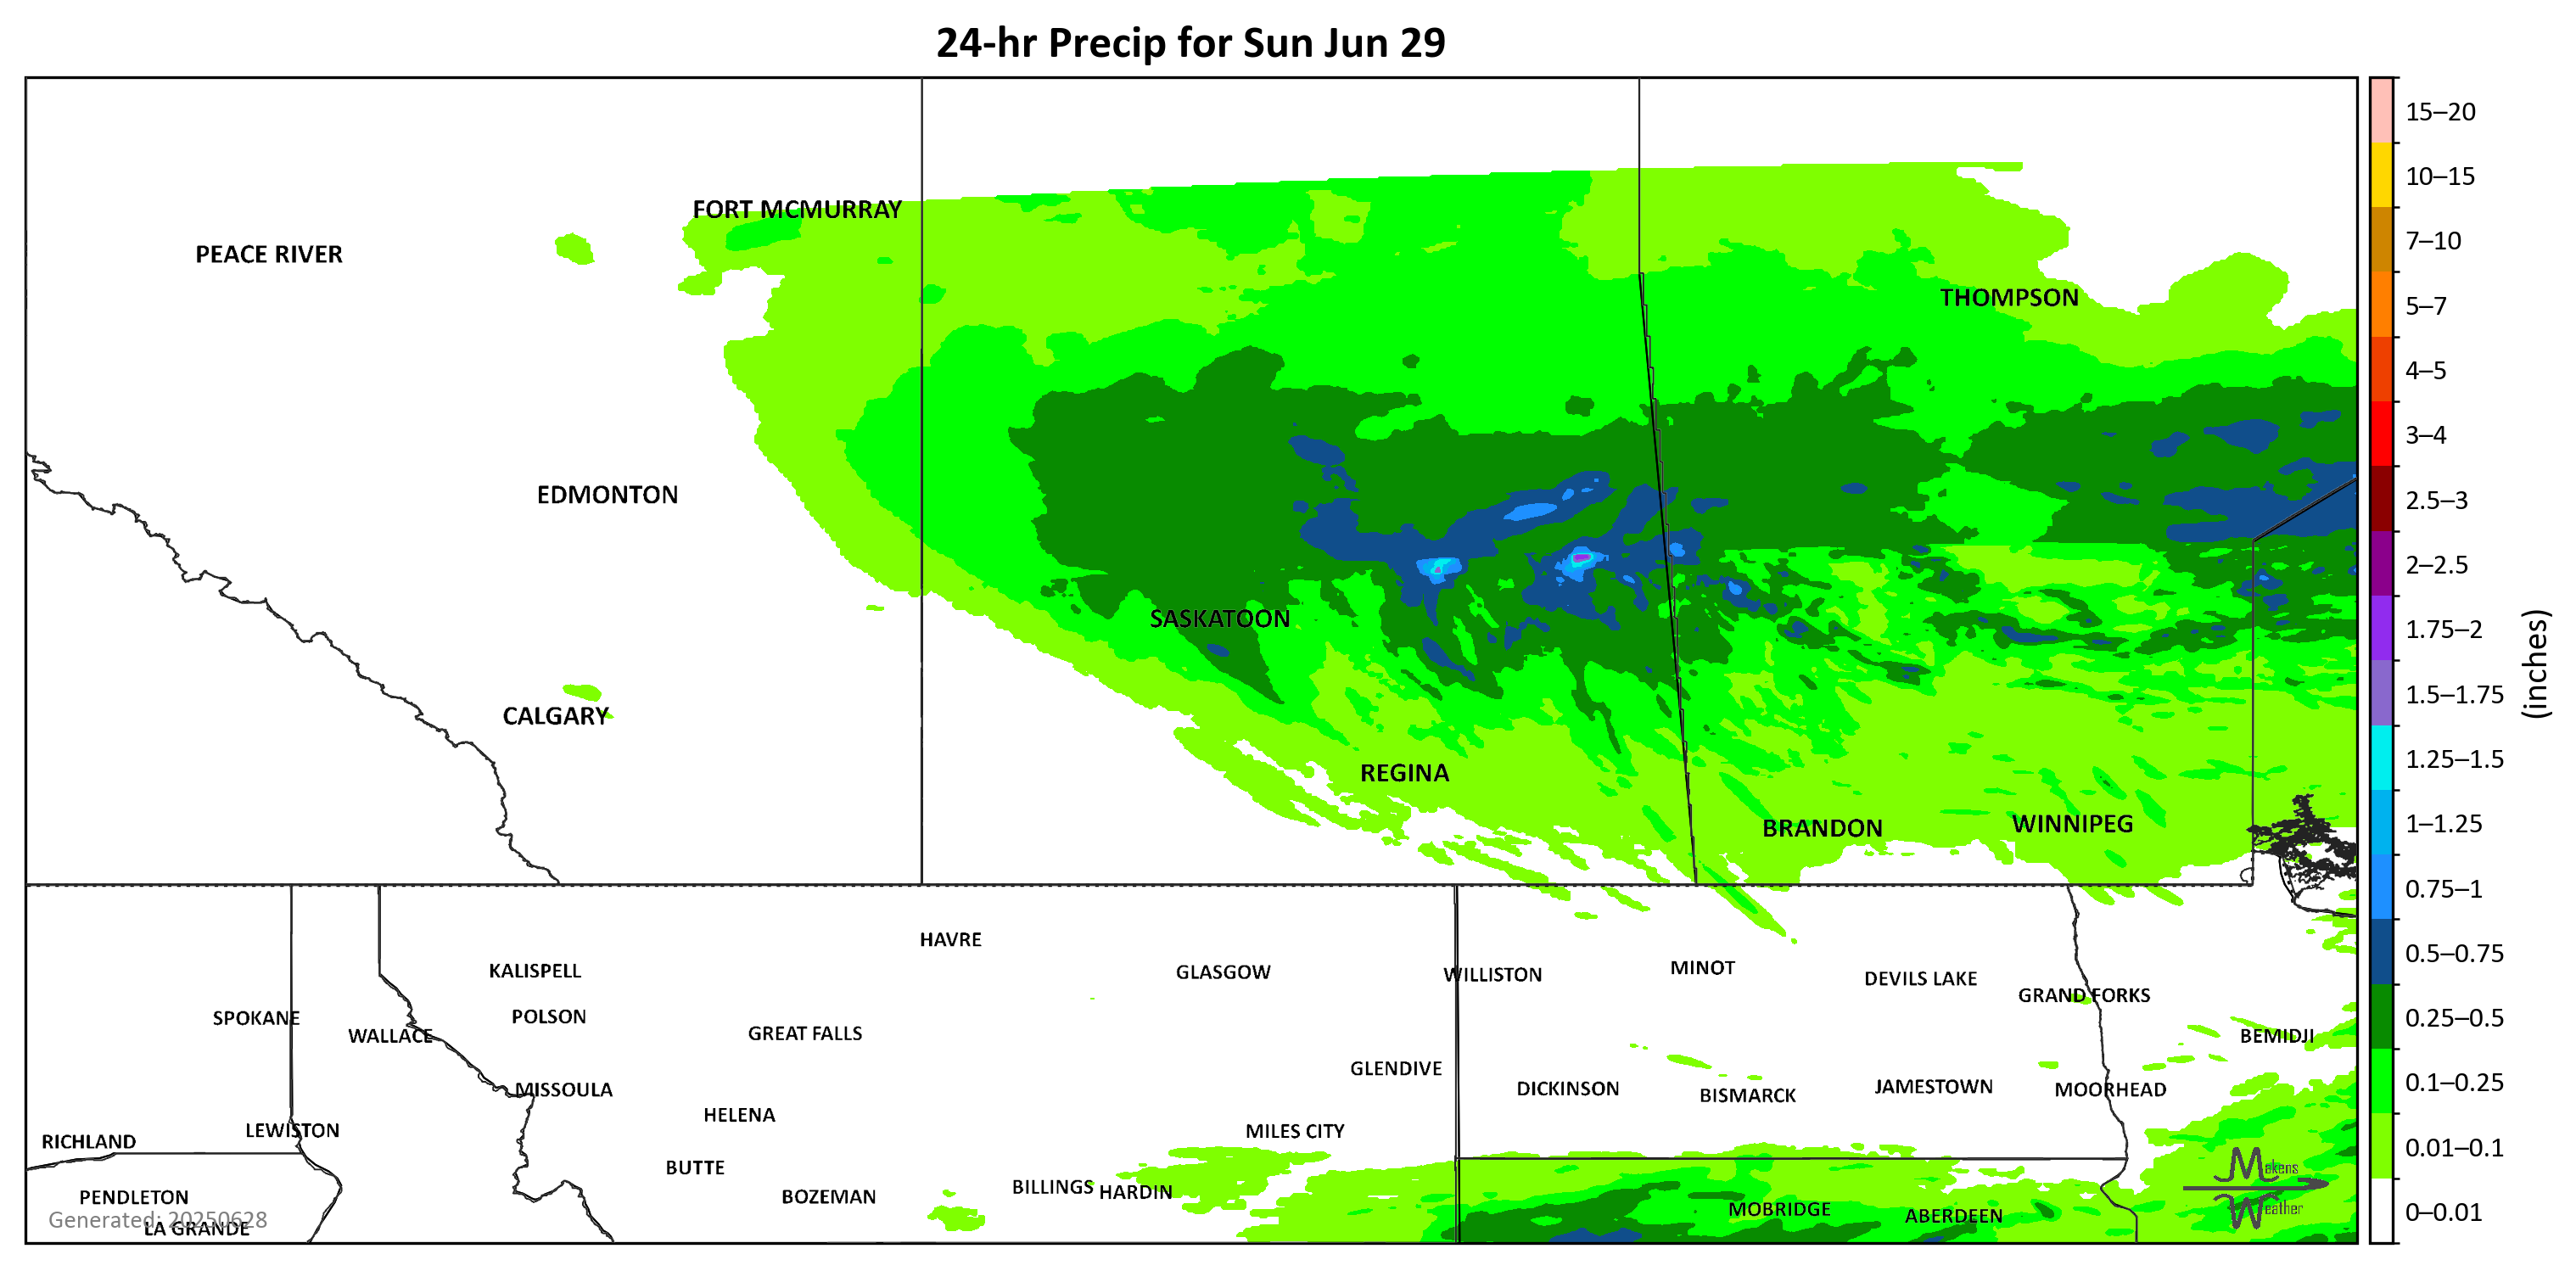 24-hr Precip for Sun Jun 29
FORT MCMURRAY
PEACE RIVER
THOMPSON
EDMONTON
SASKATOON
CALGARY
REGINA
BRANDON
WINNIPEG
HAVRE
KALISPELL
GLASGOW
WILLISTON
MINOT
DEVILS LAKE
GRAND FORKS
SPOKANE
POLSON
WALLACE
GREAT FALLS
BEMIDJI
GLENDIVE
MISSOULA
DICKINSON
BISMARCK
JAMESTOWN
MOORHEAD
HELENA
LEWISTON
MILES CITY
RICHLAND
BUTTE
BILLINGS
HARDIN
PENDLETON
BOZEMAN
MOBRIDGE
ABERDEEN
Generated: 20250628
LA GRANDE
Makens
Weather
15–20
10–15
7–10
5–7
4–5
3–4
2.5–3
2–2.5
1.75–2
1.5–1.75
1.25–1.5
1–1.25
0.75–1
0.5–0.75
0.25–0.5
0.1–0.25
0.01–0.1
0–0.01
(inches)